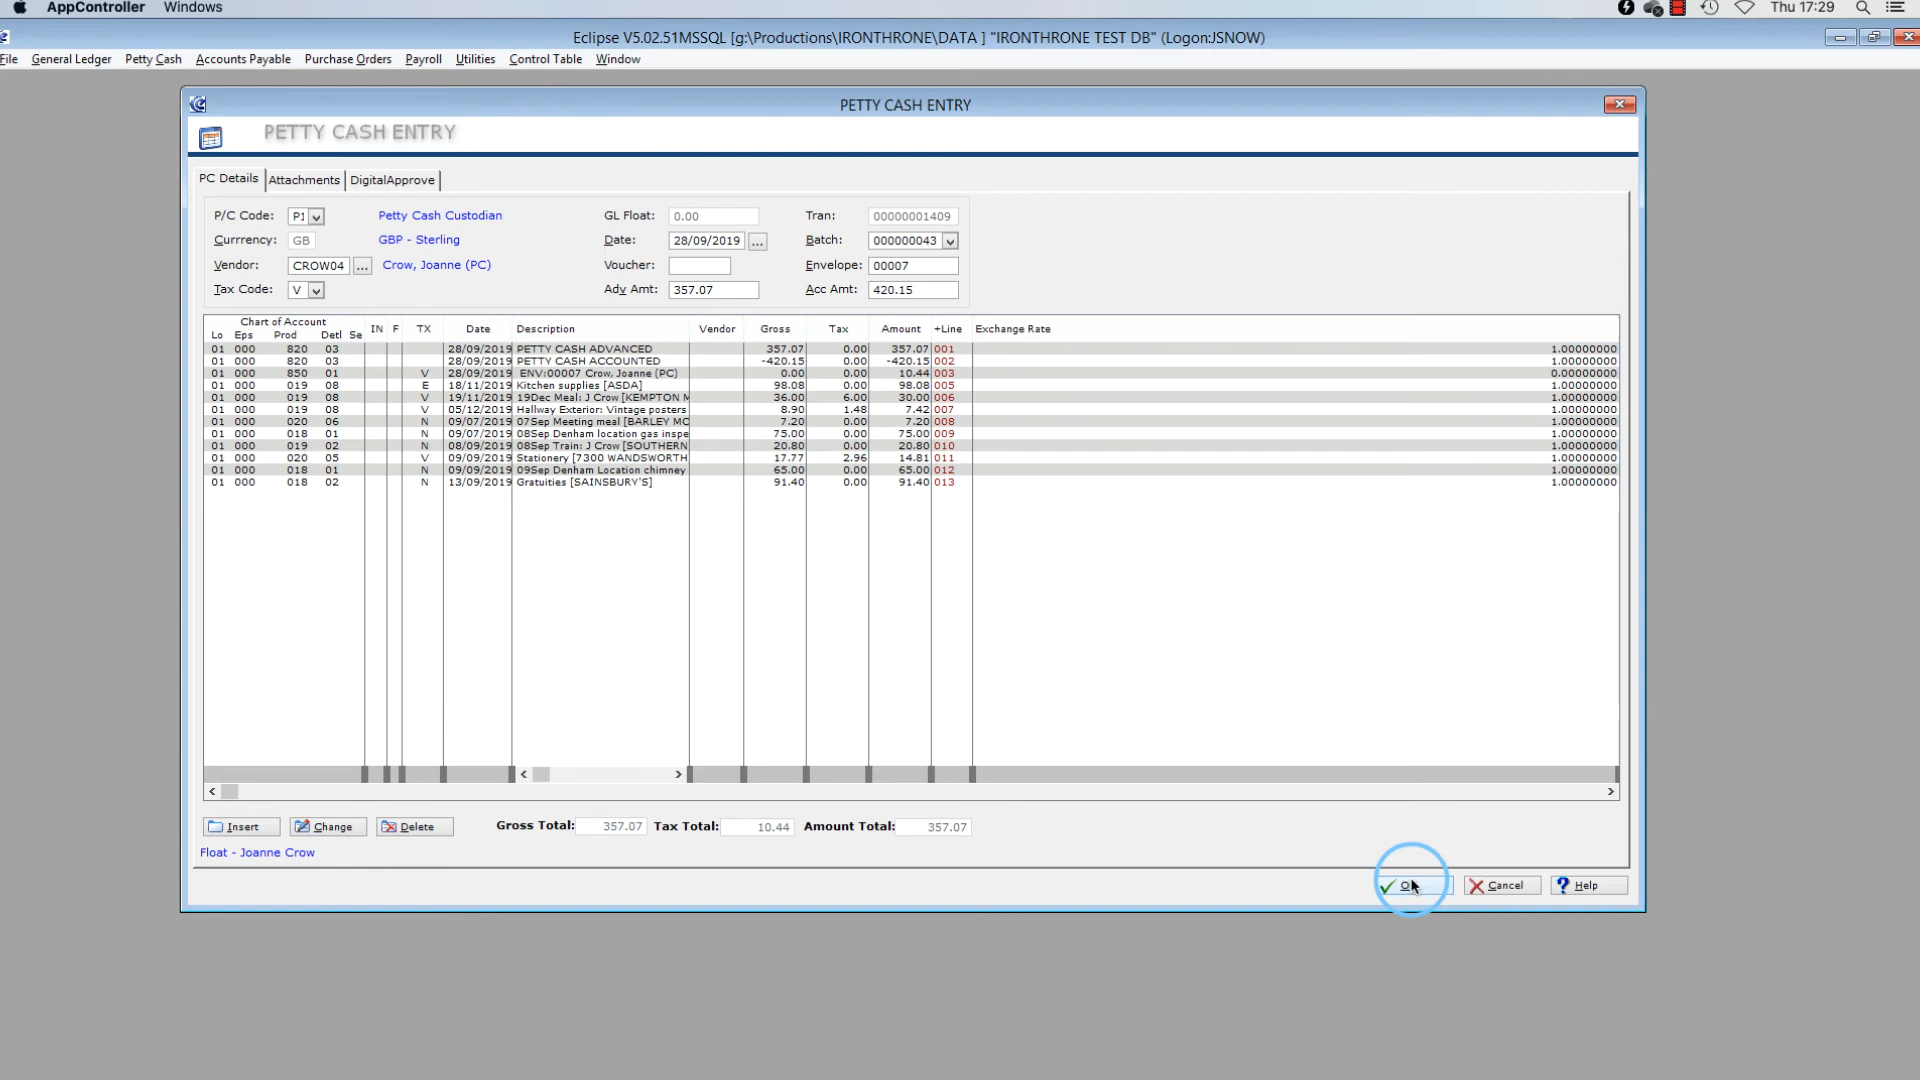 AppController Windows Thu 17:29
Eclipse V5.02.51MSSQL [g:\Productions\IRONTHRONE\DATA ] "IRONTHRONE TEST DB" (Logon:JSNOW)
File General Ledger Petty Cash Accounts Payable Purchase Orders Payroll Utilities Control Table Window
PETTY CASH ENTRY
PETTY CASH ENTRY
PC Details Attachments DigitalApprove
P/C Code: P1 Petty Cash Custodian GL Float: 0.00 Tran: 00000001409
Currrency: GB GBP - Sterling Date: 28/09/2019 ... Batch: 000000043
Vendor: CROW04 ... Crow, Joanne (PC) Voucher: Envelope: 00007
Tax Code: V Adv Amt: 357.07 Acc Amt: 420.15
Chart of Account IN F TX Date Description Vendor Gross Tax Amount +Line Exchange Rate
Lo Eps Prod Detl Se
01 000 820 03 28/09/2019 PETTY CASH ADVANCED 357.07 0.00 357.07 001 1.00000000
01 000 820 03 28/09/2019 PETTY CASH ACCOUNTED -420.15 0.00 -420.15 002 1.00000000
01 000 850 01 V 28/09/2019 ENV:00007 Crow, Joanne (PC) 0.00 10.44 003 0.00000000
01 000 019 08 E 18/11/2019 Kitchen supplies [ASDA] 98.08 0.00 98.08 005 1.00000000
01 000 019 08 V 19/11/2019 19Dec Meal: J Crow [KEMPTON M 36.00 6.00 30.00 006 1.00000000
01 000 019 08 V 05/12/2019 Hallway Exterior: Vintage posters 8.90 1.48 7.42 007 1.00000000
01 000 020 06 N 09/07/2019 07Sep Meeting meal [BARLEY MO 7.20 0.00 7.20 008 1.00000000
01 000 018 01 N 09/07/2019 08Sep Denham location gas inspe 75.00 0.00 75.00 009 1.00000000
01 000 019 02 N 08/09/2019 08Sep Train: J Crow [SOUTHERN 20.80 0.00 20.80 010 1.00000000
01 000 020 05 V 09/09/2019 Stationery [7300 WANDSWORTH 17.77 2.96 14.81 011 1.00000000
01 000 018 01 N 09/09/2019 09Sep Denham Location chimney 65.00 0.00 65.00 012 1.00000000
01 000 018 02 N 13/09/2019 Gratuities [SAINSBURY'S] 91.40 0.00 91.40 013 1.00000000
Insert Change Delete Gross Total: 357.07 Tax Total: 10.44 Amount Total: 357.07
Float - Joanne Crow
O Cancel Help